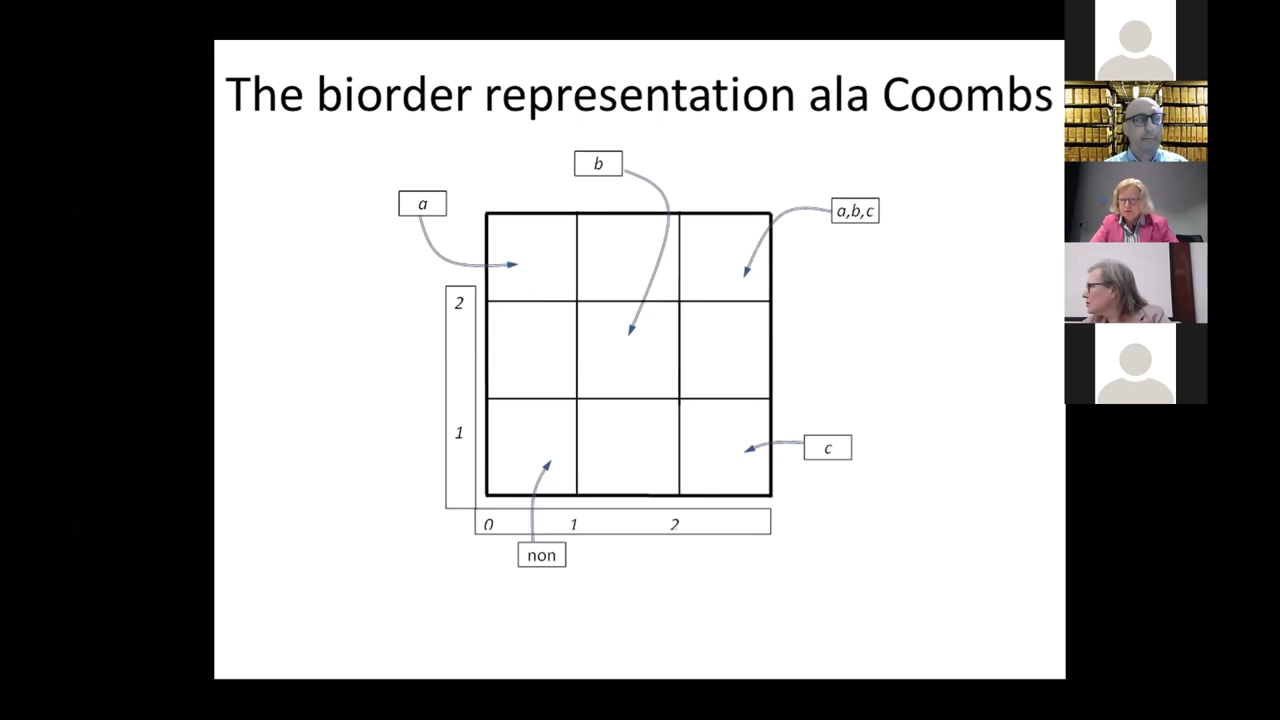 The biorder representation ala Coombs
b
a
a,b,c
2
1
c
0 1 2
non